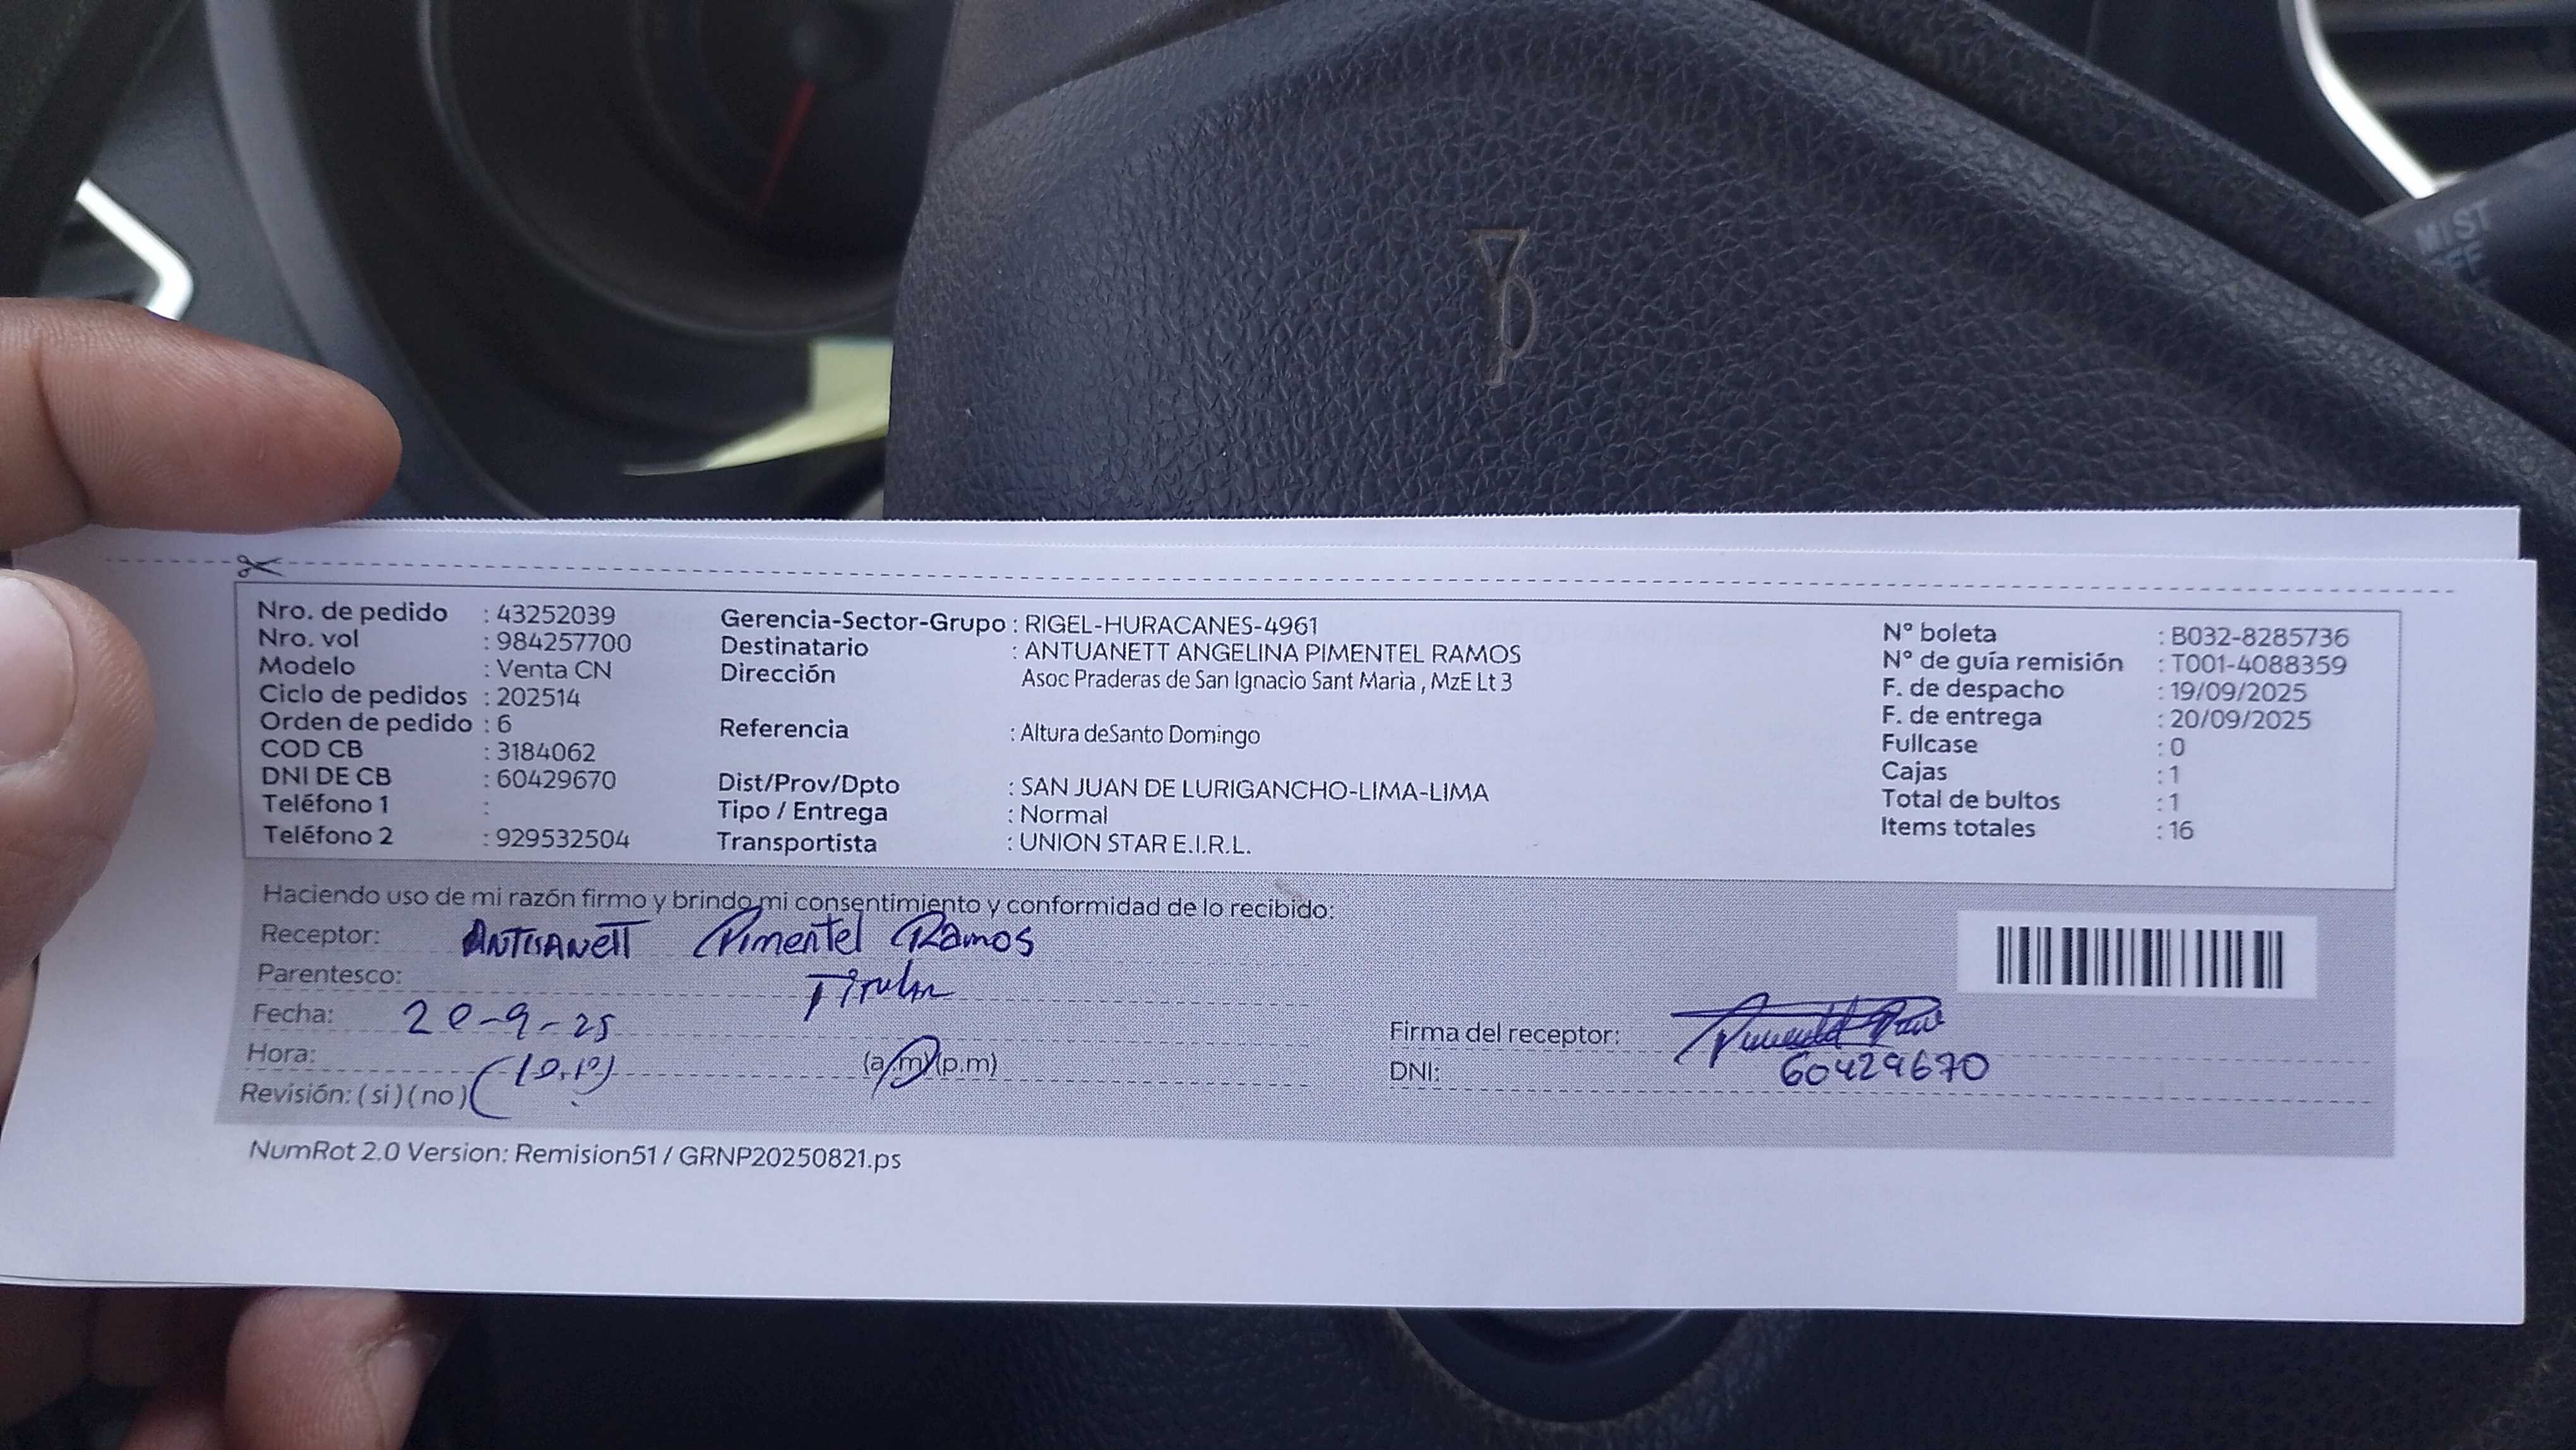 MIST
Nro. de pedido : 43252039
Nro. vol : 984257700
Modelo : Venta CN
Ciclo de pedidos : 202514
Orden de pedido : 6
COD CB : 3184062
DNI DE CB : 60429670
Teléfono 1 :
Teléfono 2 : 929532504
Gerencia-Sector-Grupo : RIGEL-HURACANES-4961
Destinatario : ANTUANETT ANGELINA PIMENTEL RAMOS
Dirección Asoc Praderas de San Ignacio Sant Maria , MzE Lt 3
Referencia : Altura deSanto Domingo
Dist/Prov/Dpto : SAN JUAN DE LURIGANCHO-LIMA-LIMA
Tipo / Entrega : Normal
Transportista : UNION STAR E.I.R.L.
N° boleta : B032-8285736
N° de guía remisión : T001-4088359
F. de despacho : 19/09/2025
F. de entrega : 20/09/2025
Fullcase : 0
Cajas : 1
Total de bultos : 1
Items totales : 16
Haciendo uso de mi razón firmo y brindo mi consentimiento y conformidad de lo recibido:
Receptor: ANTUANETT Pimentel Ramos
Parentesco: Titular
Fecha: 20-9-25
Hora: (10:10) (a.m)(p.m)
Revisión: ( si ) ( no )
Firma del receptor:
DNI: 60429670
NumRot 2.0 Version: Remision51 / GRNP20250821.ps